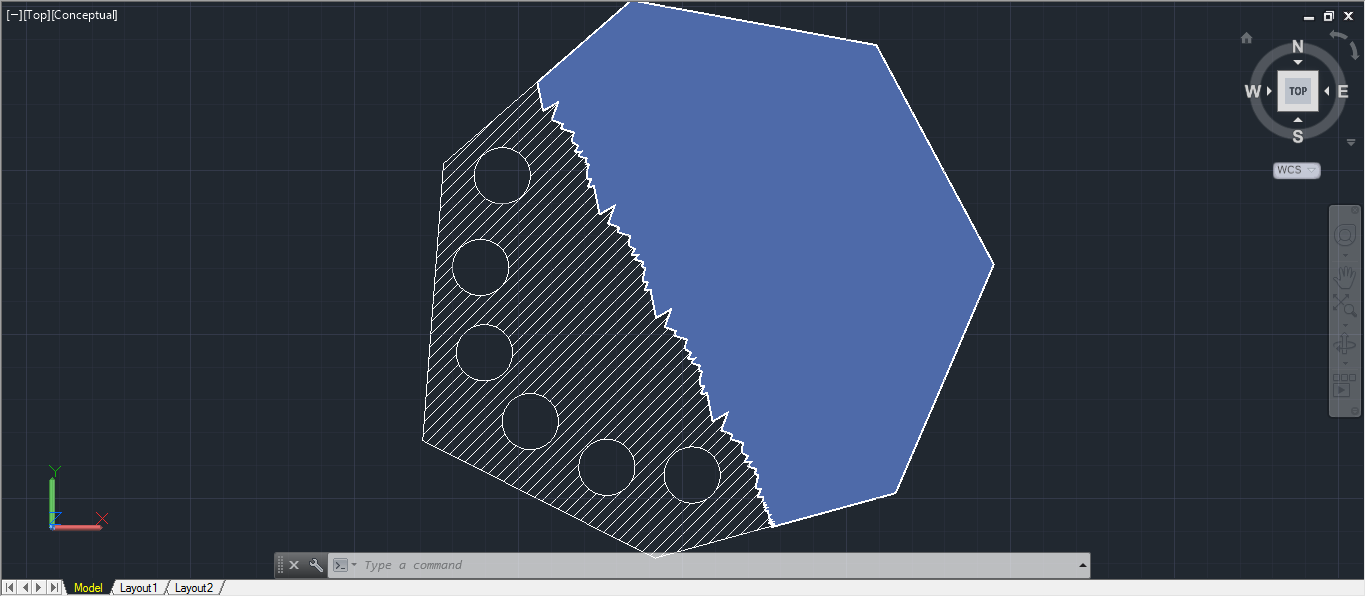 [−][Top][Conceptual]
N
W TOP E
S
WCS
Y
X
Type a command
Model Layout1 Layout2